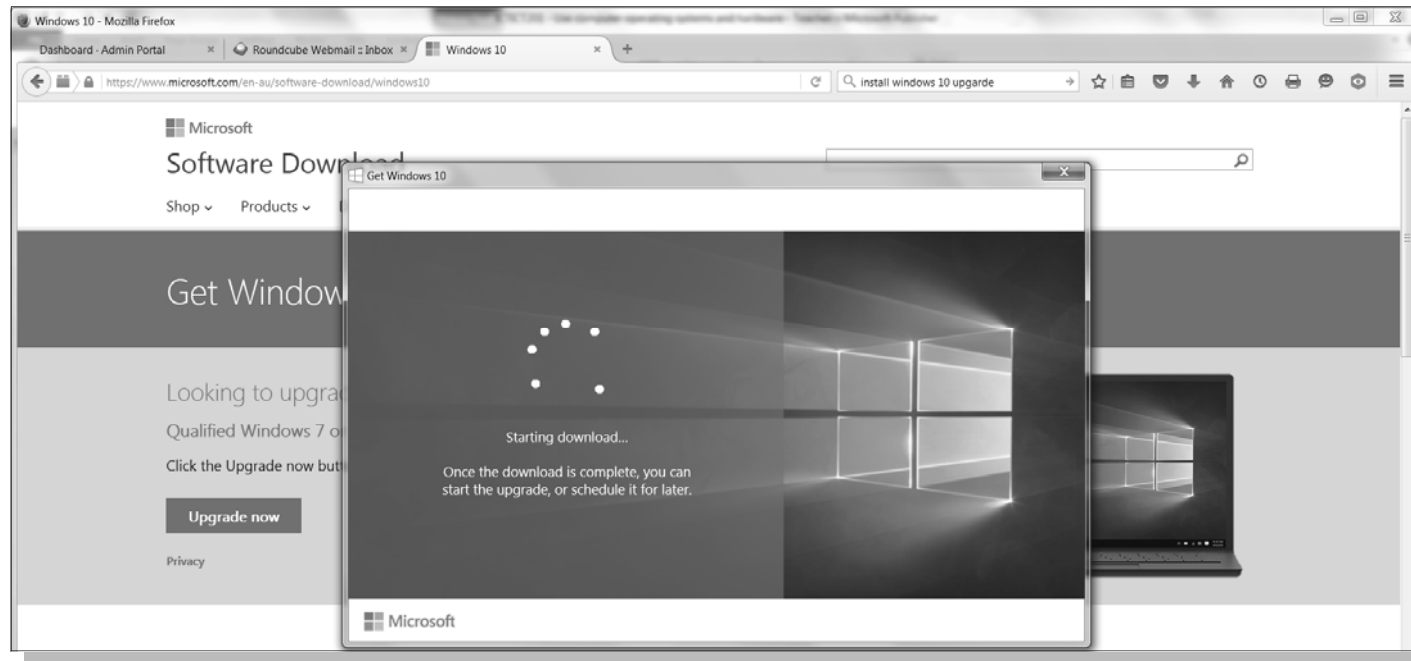 Windows 10 - Mozilla Firefox
Dashboard - Admin Portal
Roundcube Webmail :: Inbox
Windows 10
https://www.microsoft.com/en-au/software-download/windows10
install windows 10 upgarde
Microsoft
Software Download
Get Windows 10
Shop
Products
Get Window
Starting download...
Looking to upgra
Qualified Windows 7 o
Click the Upgrade now but
Once the download is complete, you can
start the upgrade, or schedule it for later.
Upgrade now
Privacy
Microsoft